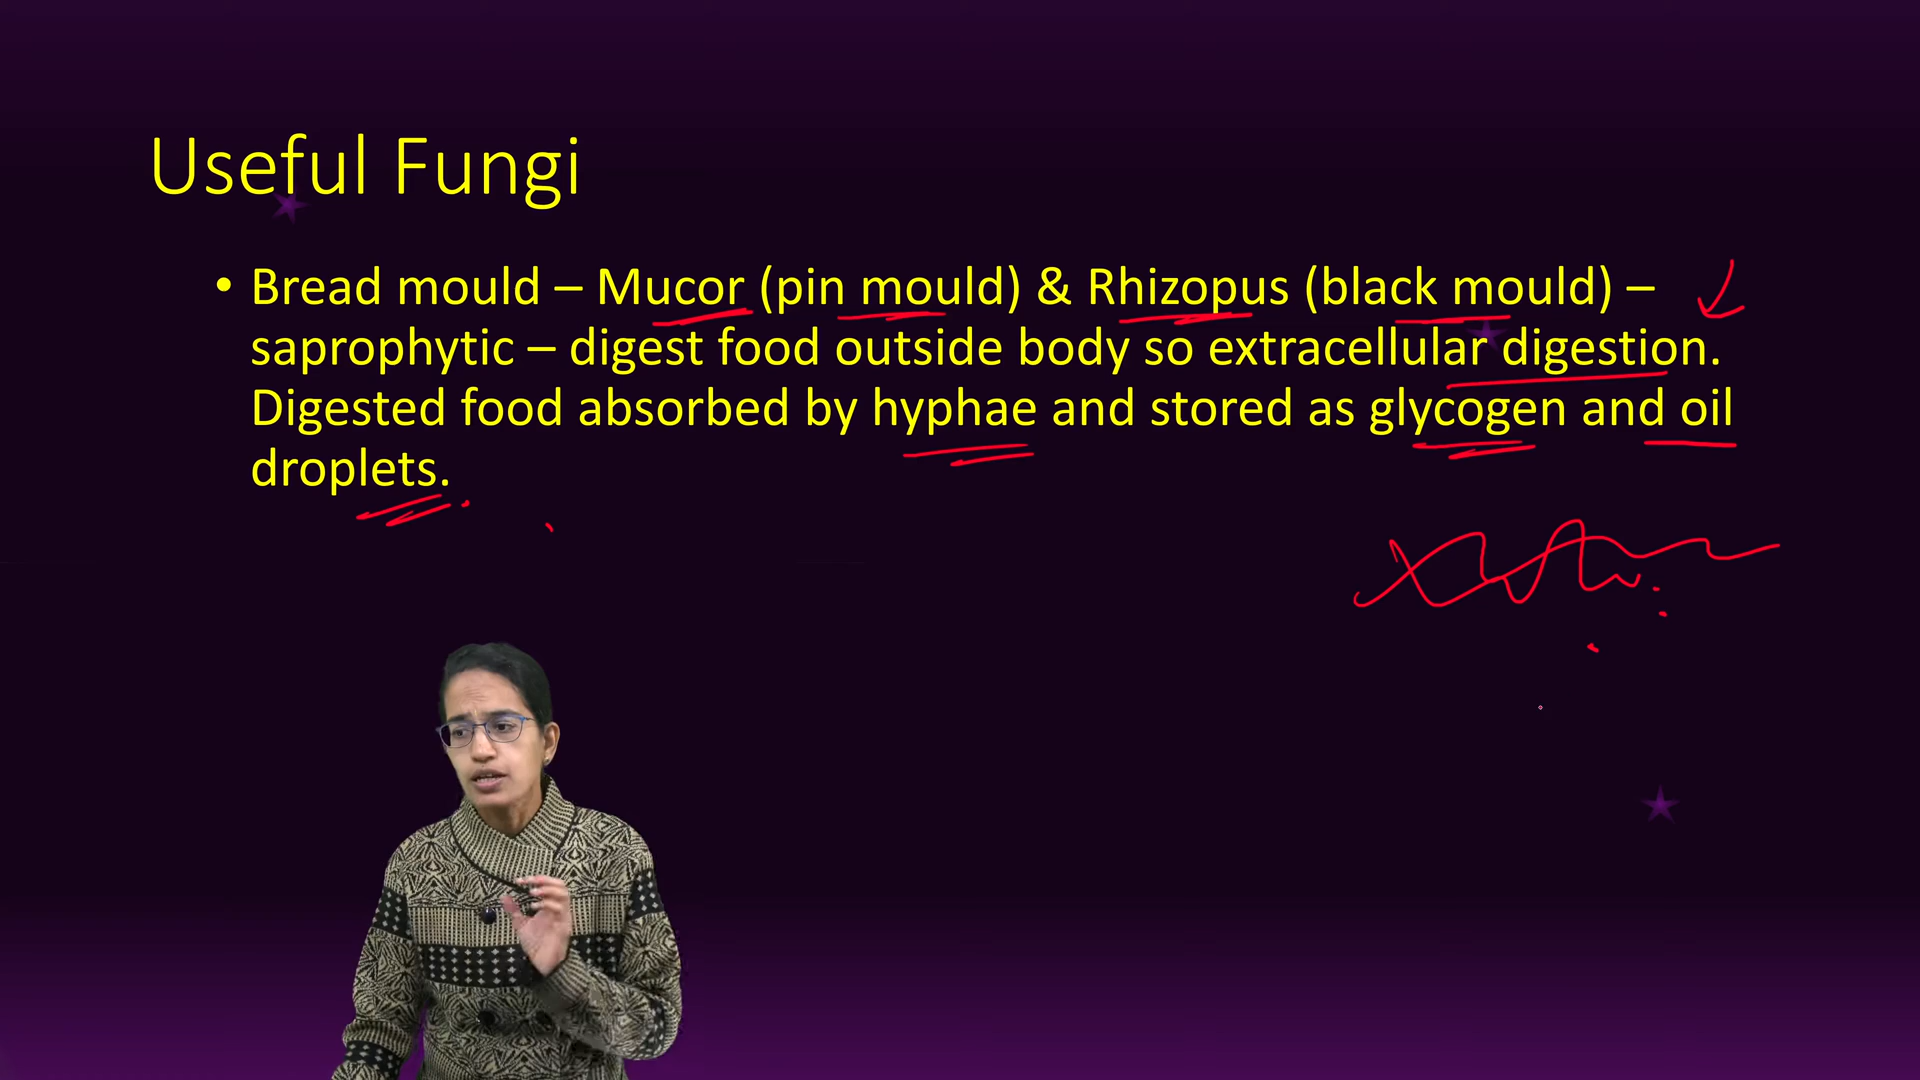 Useful Fungi
• Bread mould – Mucor (pin mould) & Rhizopus (black mould) –
saprophytic – digest food outside body so extracellular digestion.
Digested food absorbed by hyphae and stored as glycogen and oil
droplets.